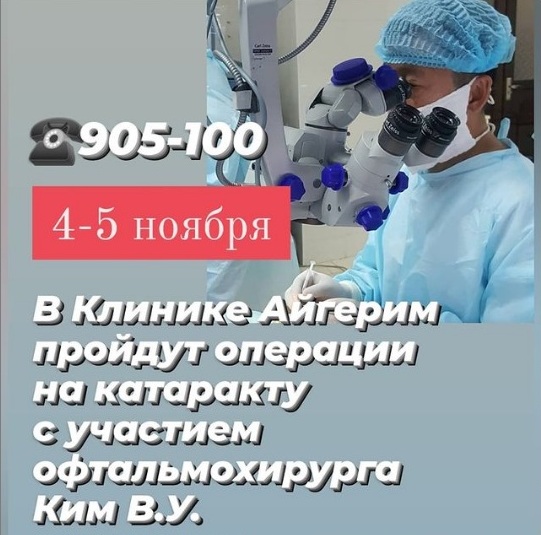 905-100
4-5 ноября
В Клинике Айгерим
пройдут операции
на катаракту
с участием
офтальмохирурга
Ким В.У.